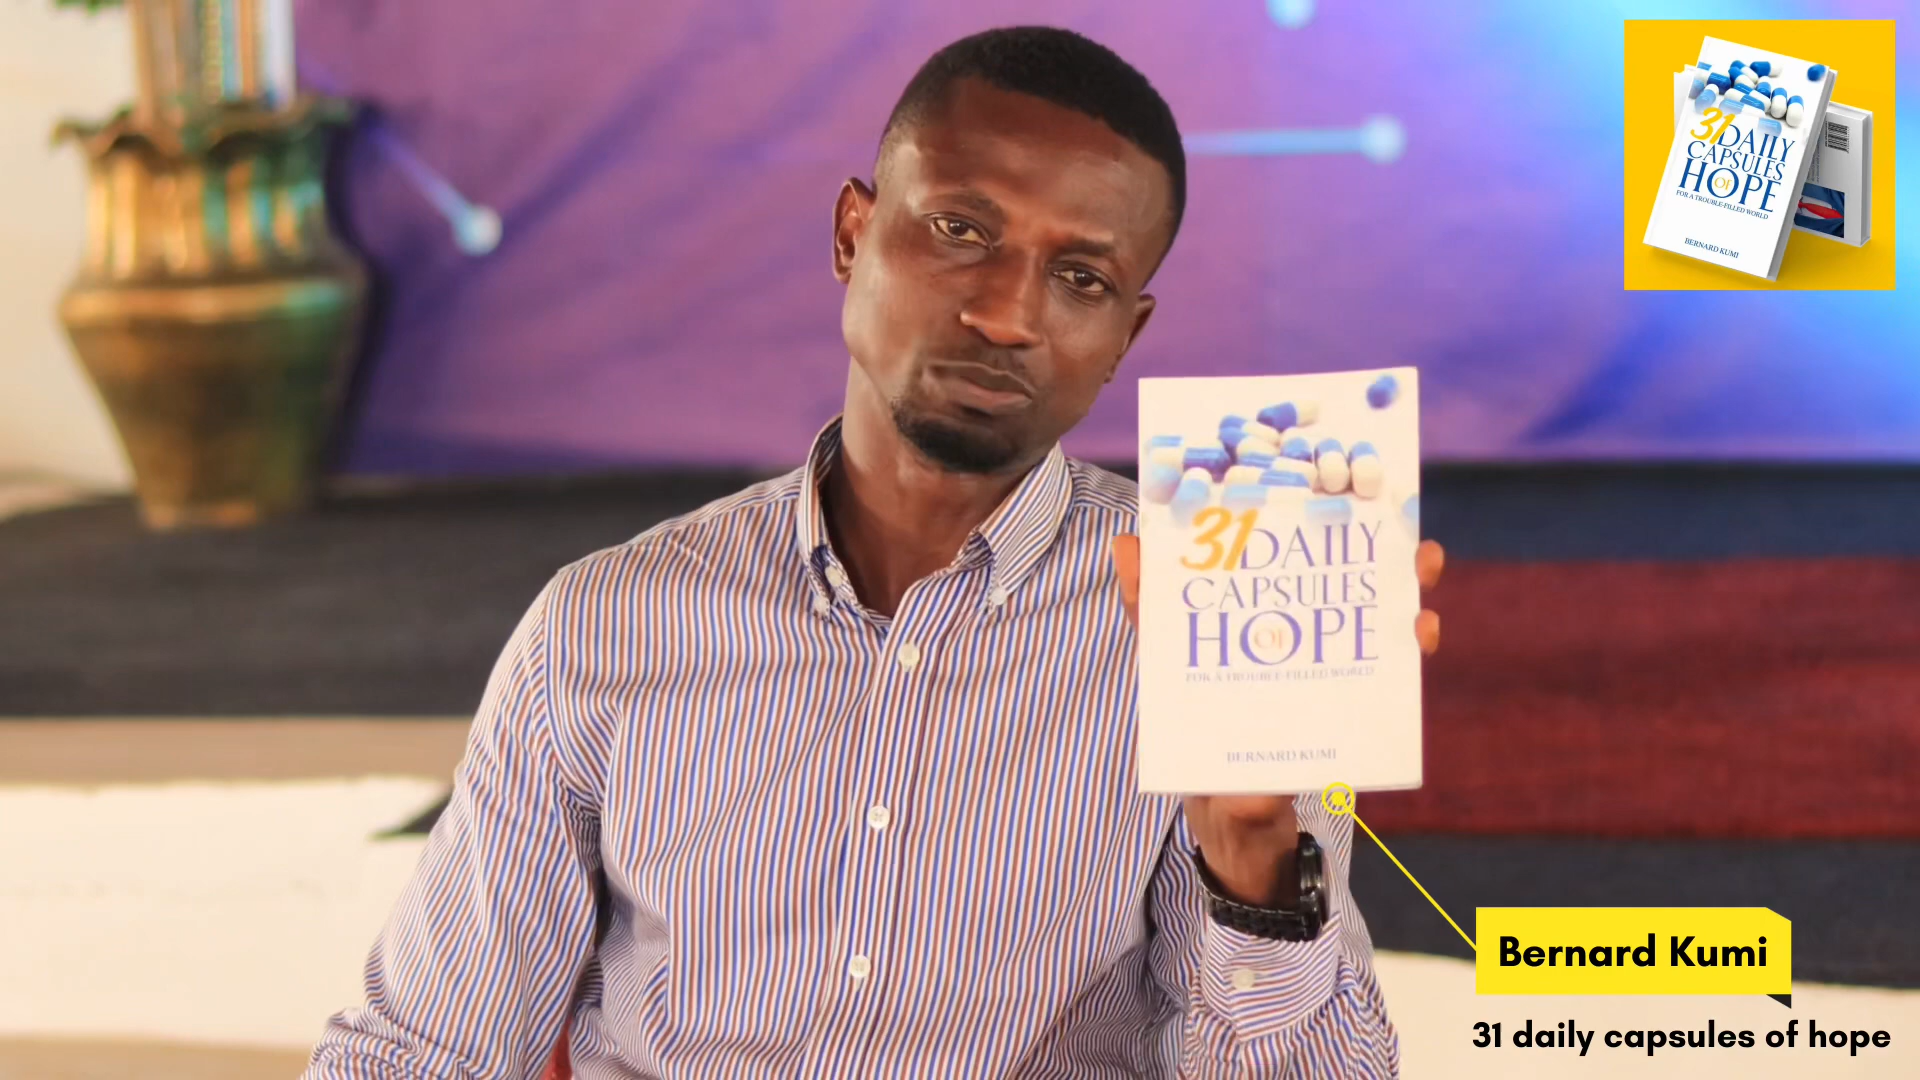 31 DAILY
CAPSULES
OF
HOPE
FOR A TROUBLE-FILLED WORLD
BERNARD KUMI
31 DAILY
CAPSULES
HOPE
OF
FOR A TROUBLE-FILLED WORLD
BERNARD KUMI
Bernard Kumi
31 daily capsules of hope